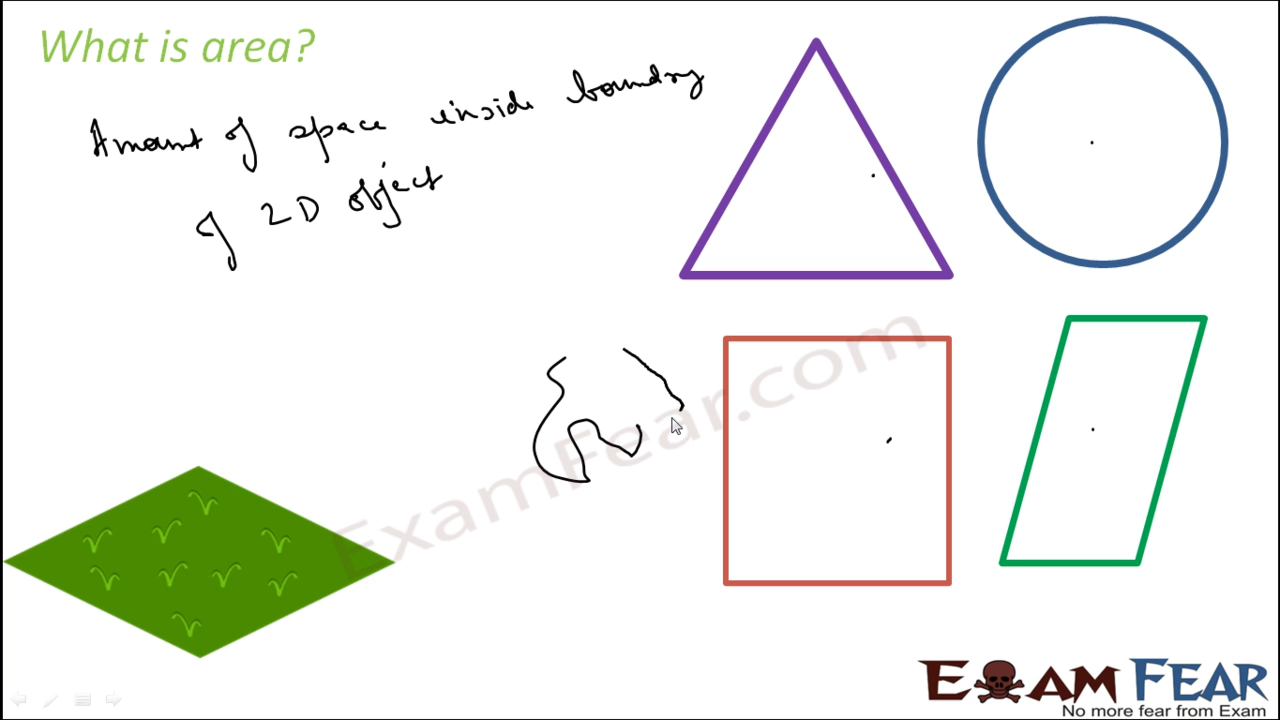 What is area?
Amount of space inside boundry
of 2D object
ExamFear.com
EXAM FEAR
No more fear from Exam